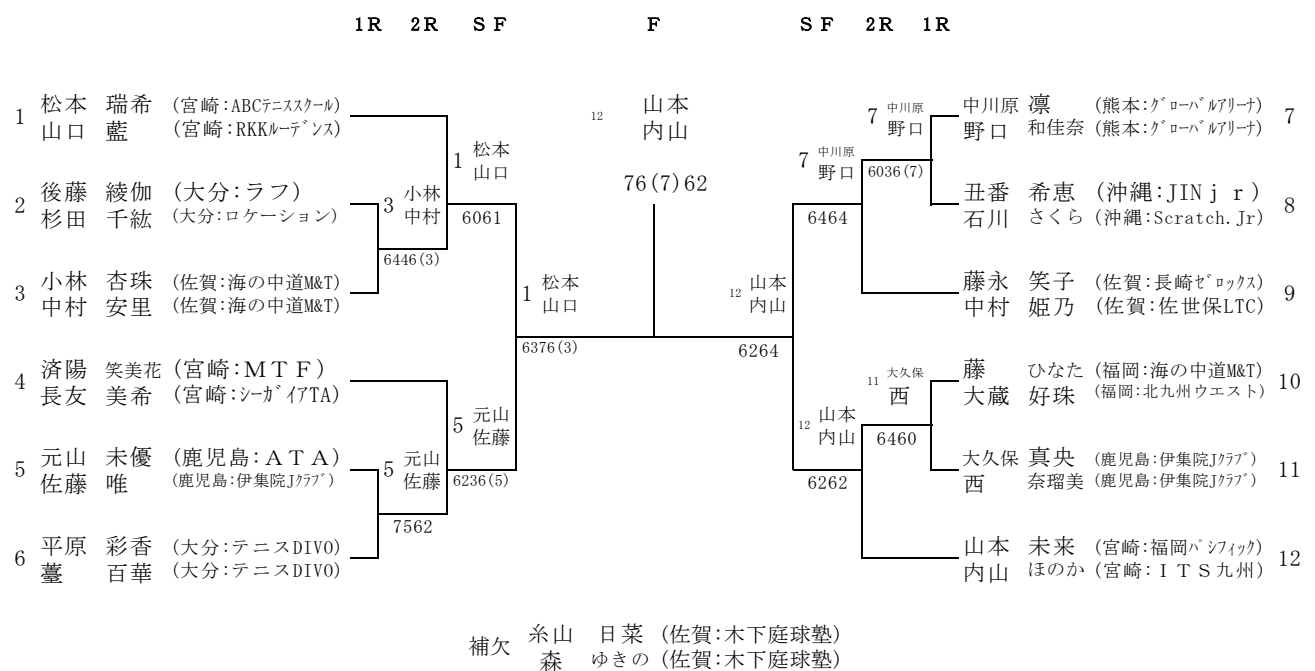 1R 2R SF F SF 2R 1R
1 松本 瑞希 (宮崎:ABCテニススクール)
山口 藍 (宮崎:RKKルーデンス)
2 後藤 綾伽 (大分:ラフ)
杉田 千紘 (大分:ロケーション)
3 小林 杏珠 (佐賀:海の中道M&T)
中村 安里 (佐賀:海の中道M&T)
4 済陽 笑美花 (宮崎:MTF)
長友 美希 (宮崎:シーガイアTA)
5 元山 未優 (鹿児島:ATA)
佐藤 唯 (鹿児島:伊集院Jクラブ)
6 平原 彩香 (大分:テニスDIVO)
薹 百華 (大分:テニスDIVO)
3 小林
中村
6446(3)
5 元山
佐藤
7562
1 松本
山口
6061
5 元山
佐藤
6236(5)
1 松本
山口
6376(3)
12 山本
内山
76(7)62
12 山本
内山
6264
7 中川原
野口
6464
12 山本
内山
6262
7 中川原
野口
6036(7)
11 大久保
西
6460
中川原 凛 (熊本:グローバルアリーナ) 7
野口 和佳奈 (熊本:グローバルアリーナ)
丑番 希恵 (沖縄:JINjr) 8
石川 さくら (沖縄:Scratch.Jr)
藤永 笑子 (佐賀:長崎ゼロックス) 9
中村 姫乃 (佐賀:佐世保LTC)
藤 ひなた (福岡:海の中道M&T) 10
大蔵 好珠 (福岡:北九州ウエスト)
大久保 真央 (鹿児島:伊集院Jクラブ) 11
西 奈瑠美 (鹿児島:伊集院Jクラブ)
山本 未来 (宮崎:福岡パシフィック) 12
内山 ほのか (宮崎:ITS九州)
補欠 糸山 日菜 (佐賀:木下庭球塾)
森 ゆきの (佐賀:木下庭球塾)